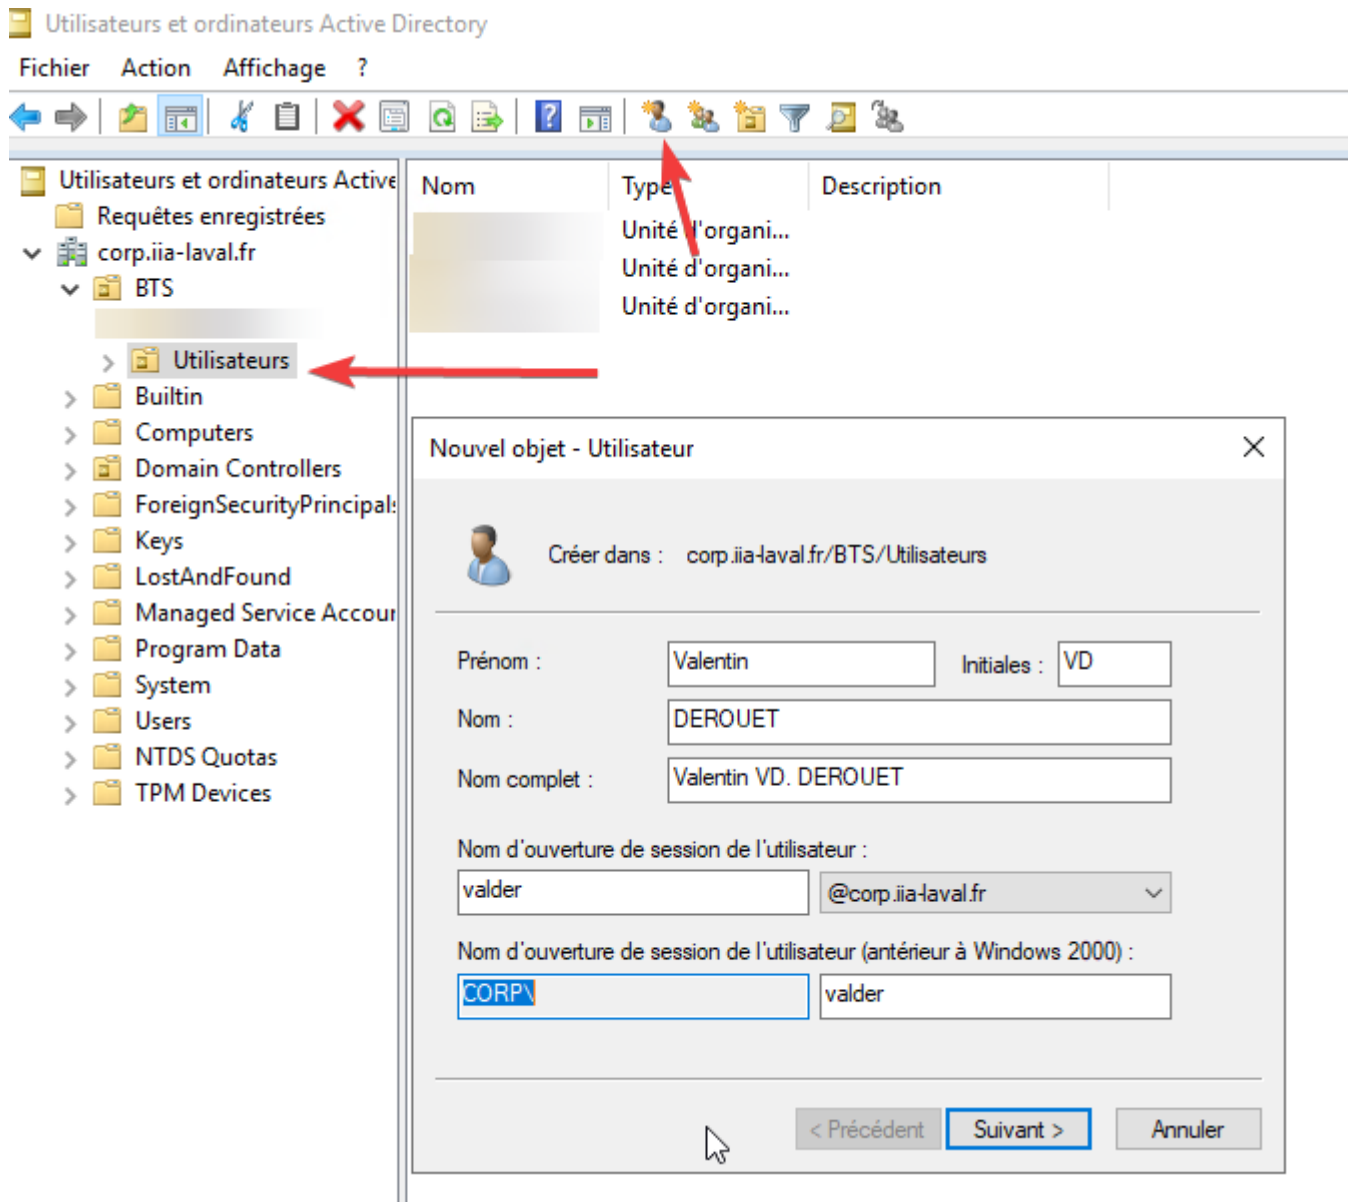 Utilisateurs et ordinateurs Active Directory
Fichier Action Affichage ?
Utilisateurs et ordinateurs Active
Requêtes enregistrées
corp.iia-laval.fr
BTS
Utilisateurs
Builtin
Computers
Domain Controllers
ForeignSecurityPrincipals
Keys
LostAndFound
Managed Service Accour
Program Data
System
Users
NTDS Quotas
TPM Devices
Nom Type Description
Unité d'organi...
Unité d'organi...
Unité d'organi...
Nouvel objet - Utilisateur
Créer dans : corp.iia-laval.fr/BTS/Utilisateurs
Prénom : Valentin Initiales : VD
Nom : DEROUET
Nom complet : Valentin VD. DEROUET
Nom d'ouverture de session de l'utilisateur :
valder @corp.iia-laval.fr
Nom d'ouverture de session de l'utilisateur (antérieur à Windows 2000) :
CORP\ valder
< Précédent Suivant > Annuler